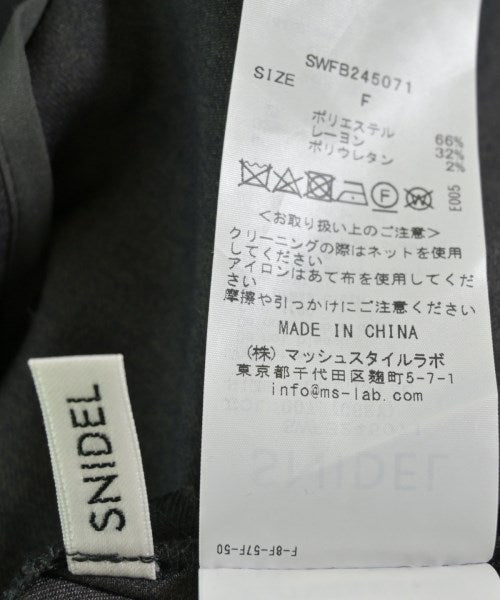 SWFB245071
SIZE F
ポリエステル 66%
レーヨン 32%
ポリウレタン 2%
E005
＜お取り扱い上のご注意＞
クリーニングの際はネットを使用
してください
アイロンはあて布を使用してくだ
さい
摩擦や引っかけにご注意ください
MADE IN CHINA
(株) マッシュスタイルラボ
東京都千代田区麹町5-7-1
info@ms-lab.com
F-8F-57F-50
SNIDEL